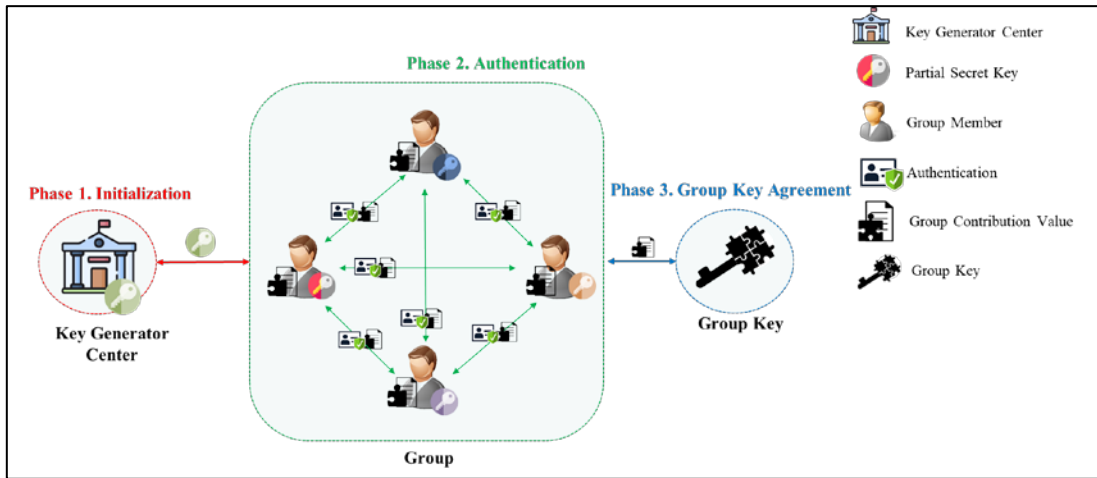 Phase 2. Authentication
Phase 1. Initialization
Phase 3. Group Key Agreement
Key Generator
Center
Group
Group Key
Key Generator Center
Partial Secret Key
Group Member
Authentication
Group Contribution Value
Group Key